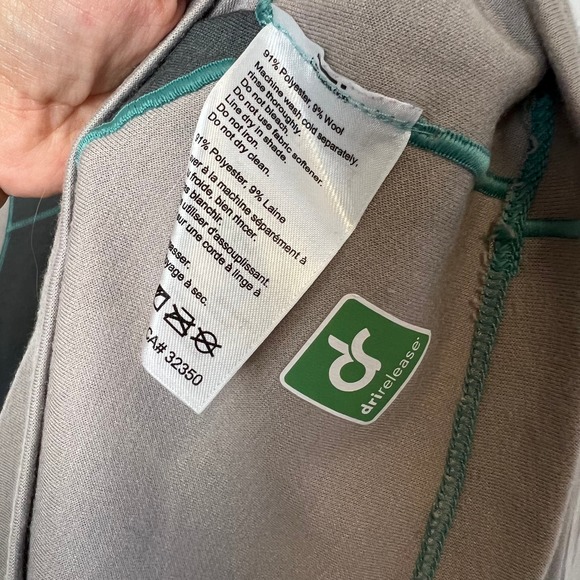 91% Polyester, 9% Wool
Machine wash cold separately,
rinse thoroughly.
Do not bleach.
Do not use fabric softener.
Line dry in shade.
Do not iron.
Do not dry clean.
91% Polyester, 9% Laine
à la machine séparément à
froide, bien rincer.
blanchir.
utiliser d'assouplissant.
sur une corde à linge à
à sec.
CA# 32350
drirelease